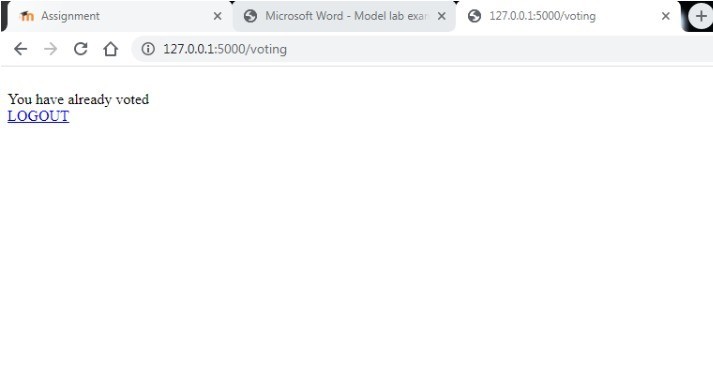 Assignment
Microsoft Word - Model lab exar
127.0.0.1:5000/voting
127.0.0.1:5000/voting
You have already voted
LOGOUT